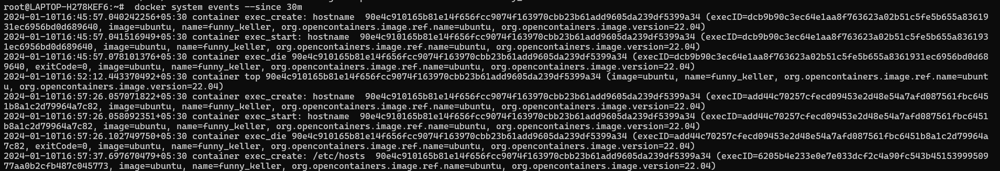 root@LAPTOP-H278KEF6:~#  docker system events --since 30m
2024-01-10T16:45:57.040242256+05:30 container exec_create: hostname  90e4c910165b81e14f656fcc9074f163970cbb23b61add9605da239df5399a34 (execID=dcb9b90c3ec64e1aa8f763623a02b51c5fe5b655a83619
31ec6956bd0d689640, image=ubuntu, name=funny_keller, org.opencontainers.image.ref.name=ubuntu, org.opencontainers.image.version=22.04)
2024-01-10T16:45:57.041516949+05:30 container exec_start: hostname  90e4c910165b81e14f656fcc9074f163970cbb23b61add9605da239df5399a34 (execID=dcb9b90c3ec64e1aa8f763623a02b51c5fe5b655a836193
1ec6956bd0d689640, image=ubuntu, name=funny_keller, org.opencontainers.image.ref.name=ubuntu, org.opencontainers.image.version=22.04)
2024-01-10T16:45:57.078101376+05:30 container exec_die 90e4c910165b81e14f656fcc9074f163970cbb23b61add9605da239df5399a34 (execID=dcb9b90c3ec64e1aa8f763623a02b51c5fe5b655a8361931ec6956bd0d68
9640, exitCode=0, image=ubuntu, name=funny_keller, org.opencontainers.image.ref.name=ubuntu, org.opencontainers.image.version=22.04)
2024-01-10T16:52:12.443370492+05:30 container top 90e4c910165b81e14f656fcc9074f163970cbb23b61add9605da239df5399a34 (image=ubuntu, name=funny_keller, org.opencontainers.image.ref.name=ubunt
u, org.opencontainers.image.version=22.04)
2024-01-10T16:57:26.057071822+05:30 container exec_create: hostname  90e4c910165b81e14f656fcc9074f163970cbb23b61add9605da239df5399a34 (execID=add44c70257cfecd09453e2d48e54a7afd087561fbc645
1b8a1c2d79964a7c82, image=ubuntu, name=funny_keller, org.opencontainers.image.ref.name=ubuntu, org.opencontainers.image.version=22.04)
2024-01-10T16:57:26.058092351+05:30 container exec_start: hostname  90e4c910165b81e14f656fcc9074f163970cbb23b61add9605da239df5399a34 (execID=add44c70257cfecd09453e2d48e54a7afd087561fbc6451
b8a1c2d79964a7c82, image=ubuntu, name=funny_keller, org.opencontainers.image.ref.name=ubuntu, org.opencontainers.image.version=22.04)
2024-01-10T16:57:26.102749750+05:30 container exec_die 90e4c910165b81e14f656fcc9074f163970cbb23b61add9605da239df5399a34 (execID=add44c70257cfecd09453e2d48e54a7afd087561fbc6451b8a1c2d79964a
7c82, exitCode=0, image=ubuntu, name=funny_keller, org.opencontainers.image.ref.name=ubuntu, org.opencontainers.image.version=22.04)
2024-01-10T16:57:37.697670479+05:30 container exec_create: /etc/hosts  90e4c910165b81e14f656fcc9074f163970cbb23b61add9605da239df5399a34 (execID=6205b4e233e0e7e033dcf2c4a90fc543b45153999509
77aa0b2cfb487c045773, image=ubuntu, name=funny_keller, org.opencontainers.image.ref.name=ubuntu, org.opencontainers.image.version=22.04)